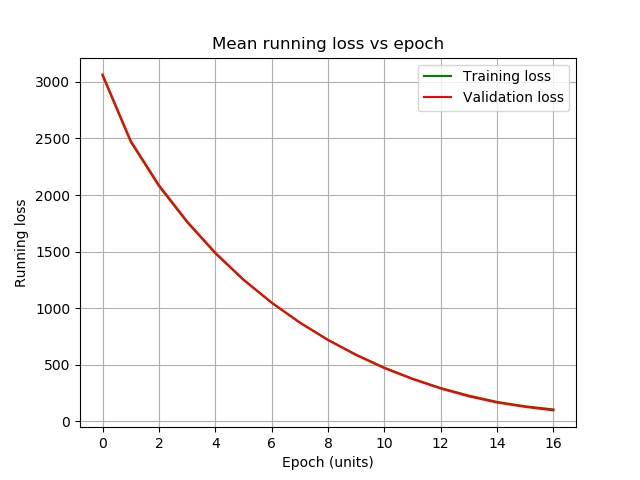 Mean running loss vs epoch
Training loss
Validation loss
3000
2500
2000
1500
1000
500
0
Running loss
0 2 4 6 8 10 12 14 16
Epoch (units)